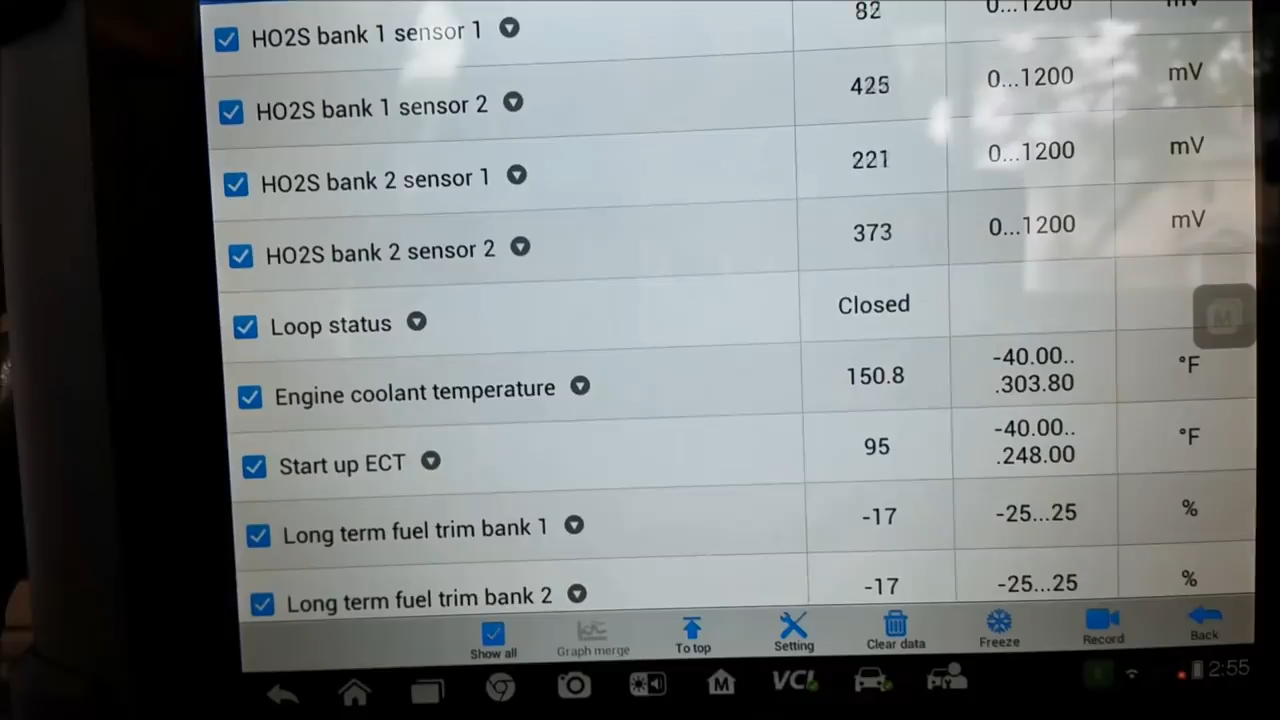 HO2S bank 1 sensor 1 82 0...1200 mV
HO2S bank 1 sensor 2 425 0...1200 mV
HO2S bank 2 sensor 1 221 0...1200 mV
HO2S bank 2 sensor 2 373 0...1200 mV
Loop status Closed
Engine coolant temperature 150.8 -40.00.. .303.80 °F
Start up ECT 95 -40.00.. .248.00 °F
Long term fuel trim bank 1 -17 -25...25 %
Long term fuel trim bank 2 -17 -25...25 %
Show all Graph merge To top Setting Clear data Freeze Record Back
M
M VCI 2:55